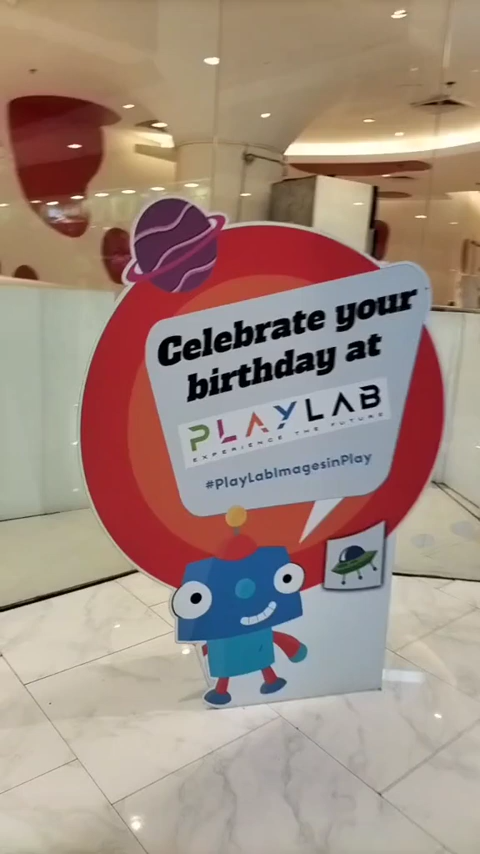 Celebrate your
birthday at
PLAYLAB
EXPERIENCE THE FUTURE
#PlayLabImagesinPlay